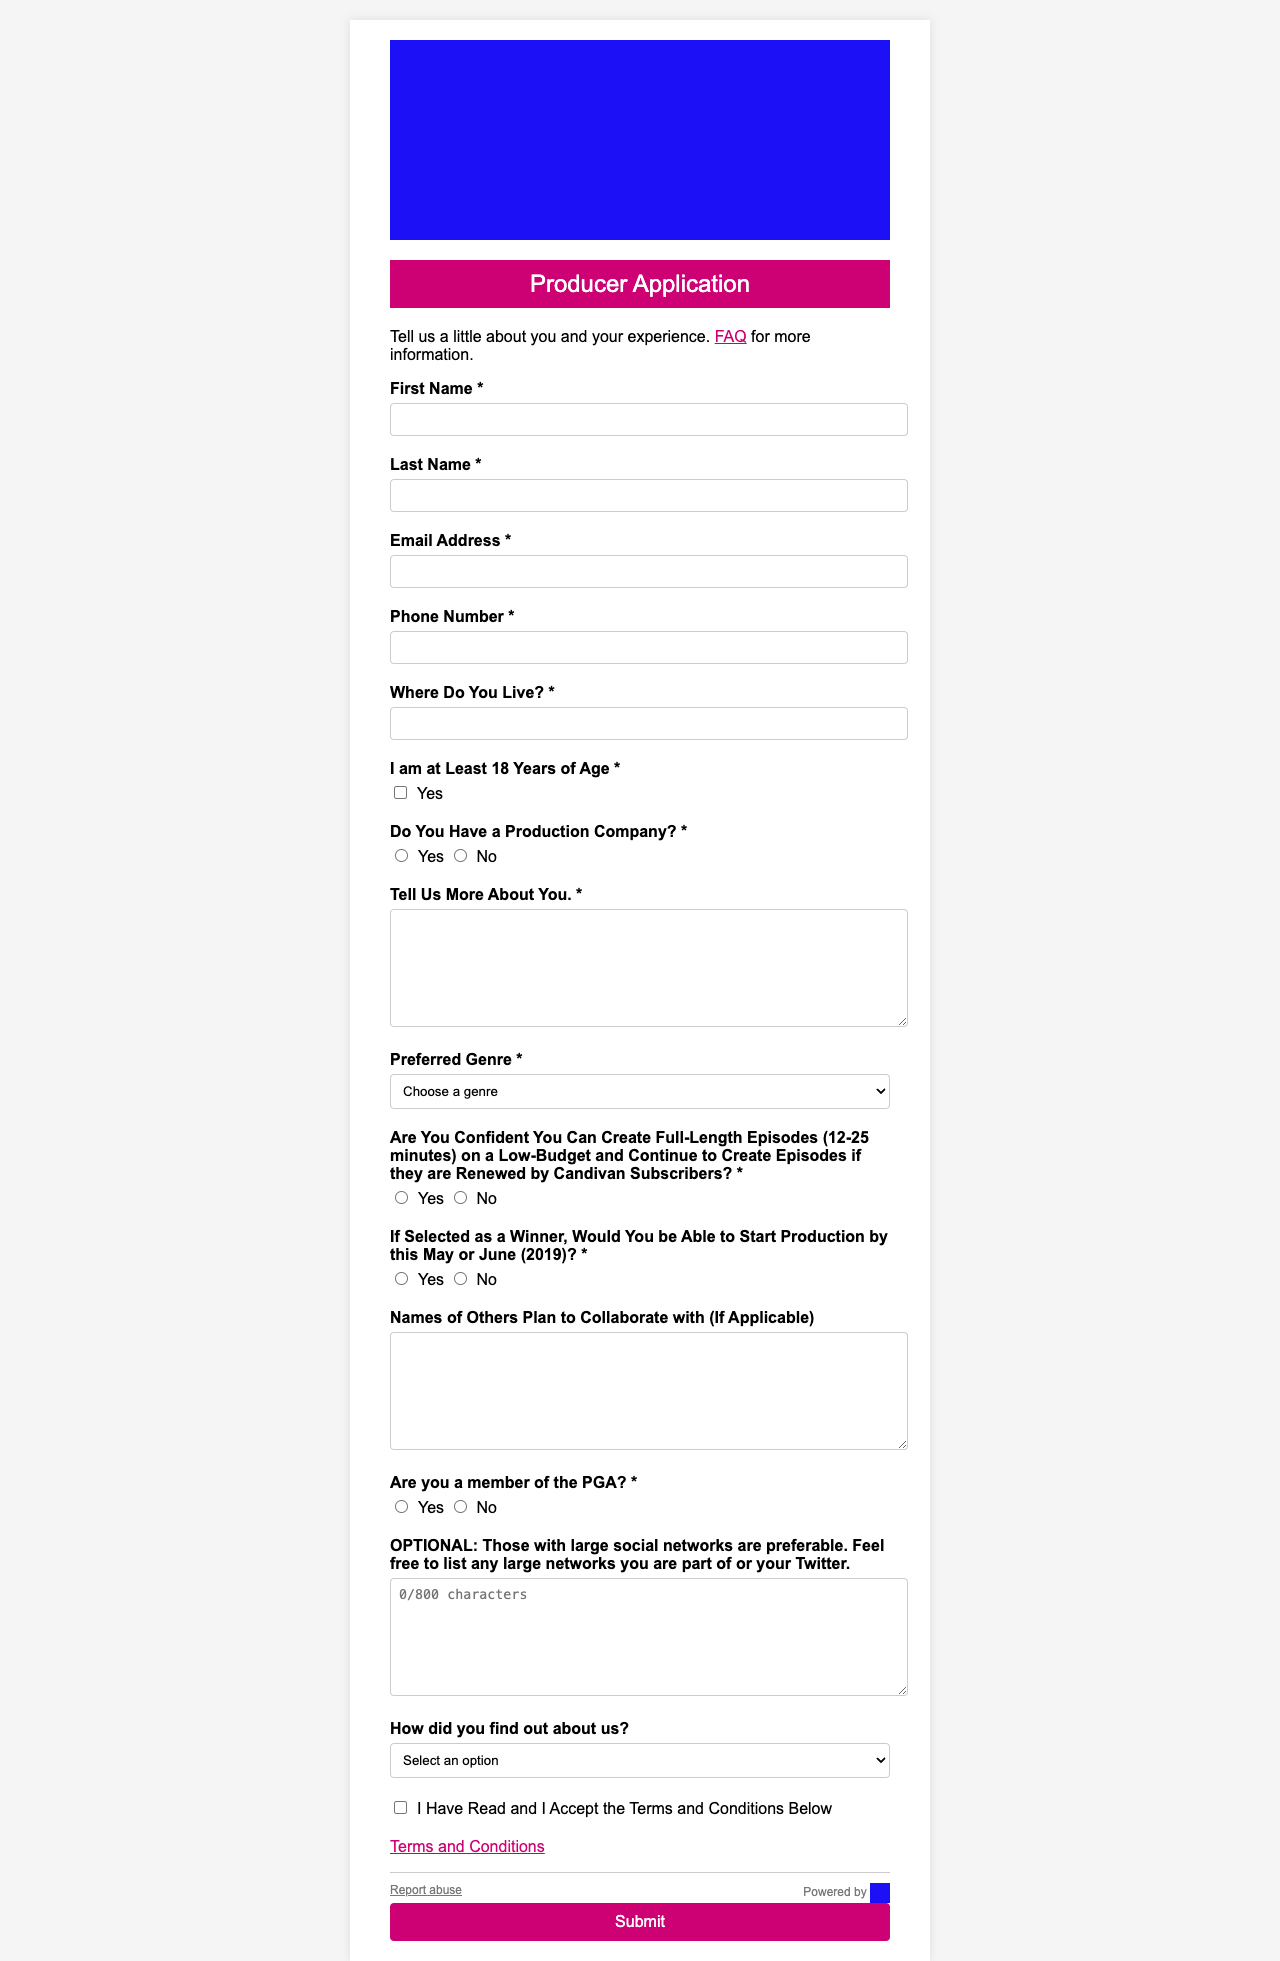 Producer Application
Tell us a little about you and your experience. FAQ for more
information.
First Name *
Last Name *
Email Address *
Phone Number *
Where Do You Live? *
I am at Least 18 Years of Age *
Yes
Do You Have a Production Company? *
Yes No
Tell Us More About You. *
Preferred Genre *
Choose a genre
Are You Confident You Can Create Full-Length Episodes (12-25
minutes) on a Low-Budget and Continue to Create Episodes if
they are Renewed by Candivan Subscribers? *
Yes No
If Selected as a Winner, Would You be Able to Start Production by
this May or June (2019)? *
Yes No
Names of Others Plan to Collaborate with (If Applicable)
Are you a member of the PGA? *
Yes No
OPTIONAL: Those with large social networks are preferable. Feel
free to list any large networks you are part of or your Twitter.
0/800 characters
How did you find out about us?
Select an option
I Have Read and I Accept the Terms and Conditions Below
Terms and Conditions
Report abuse Powered by
Submit